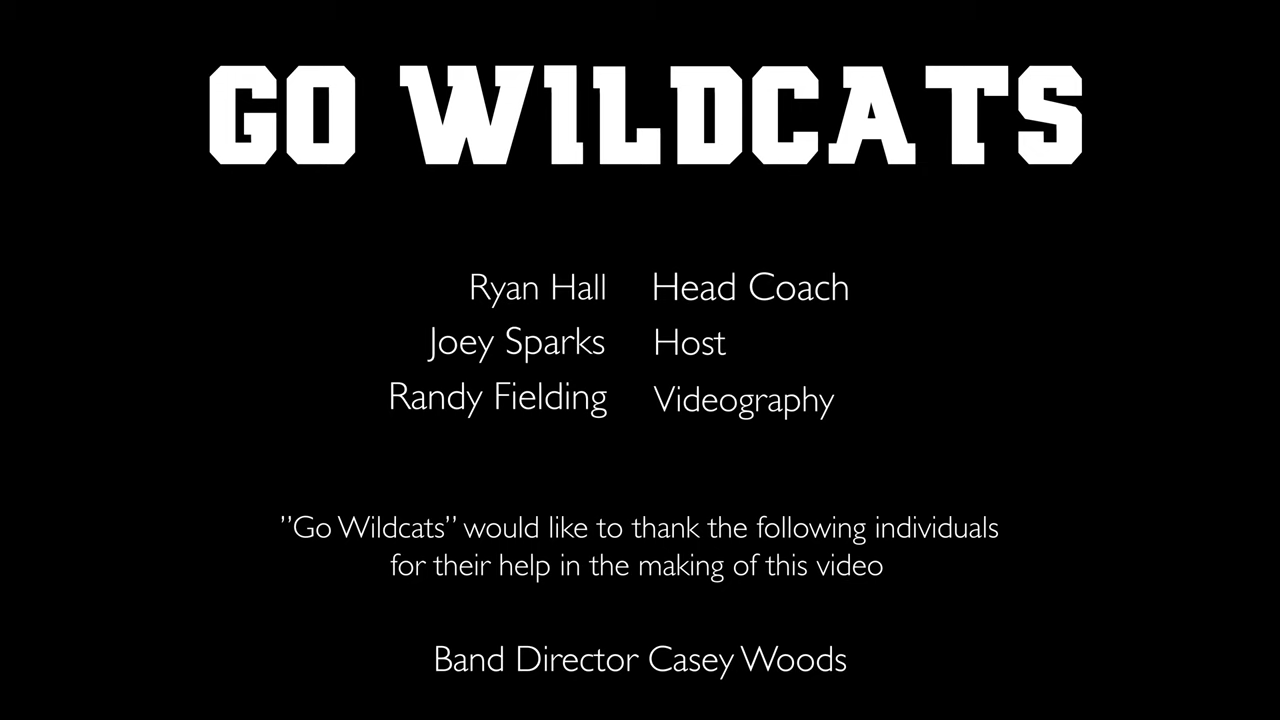 GO WILDCATS
Ryan Hall Head Coach
Joey Sparks Host
Randy Fielding Videography
”Go Wildcats” would like to thank the following individuals
for their help in the making of this video
Band Director Casey Woods